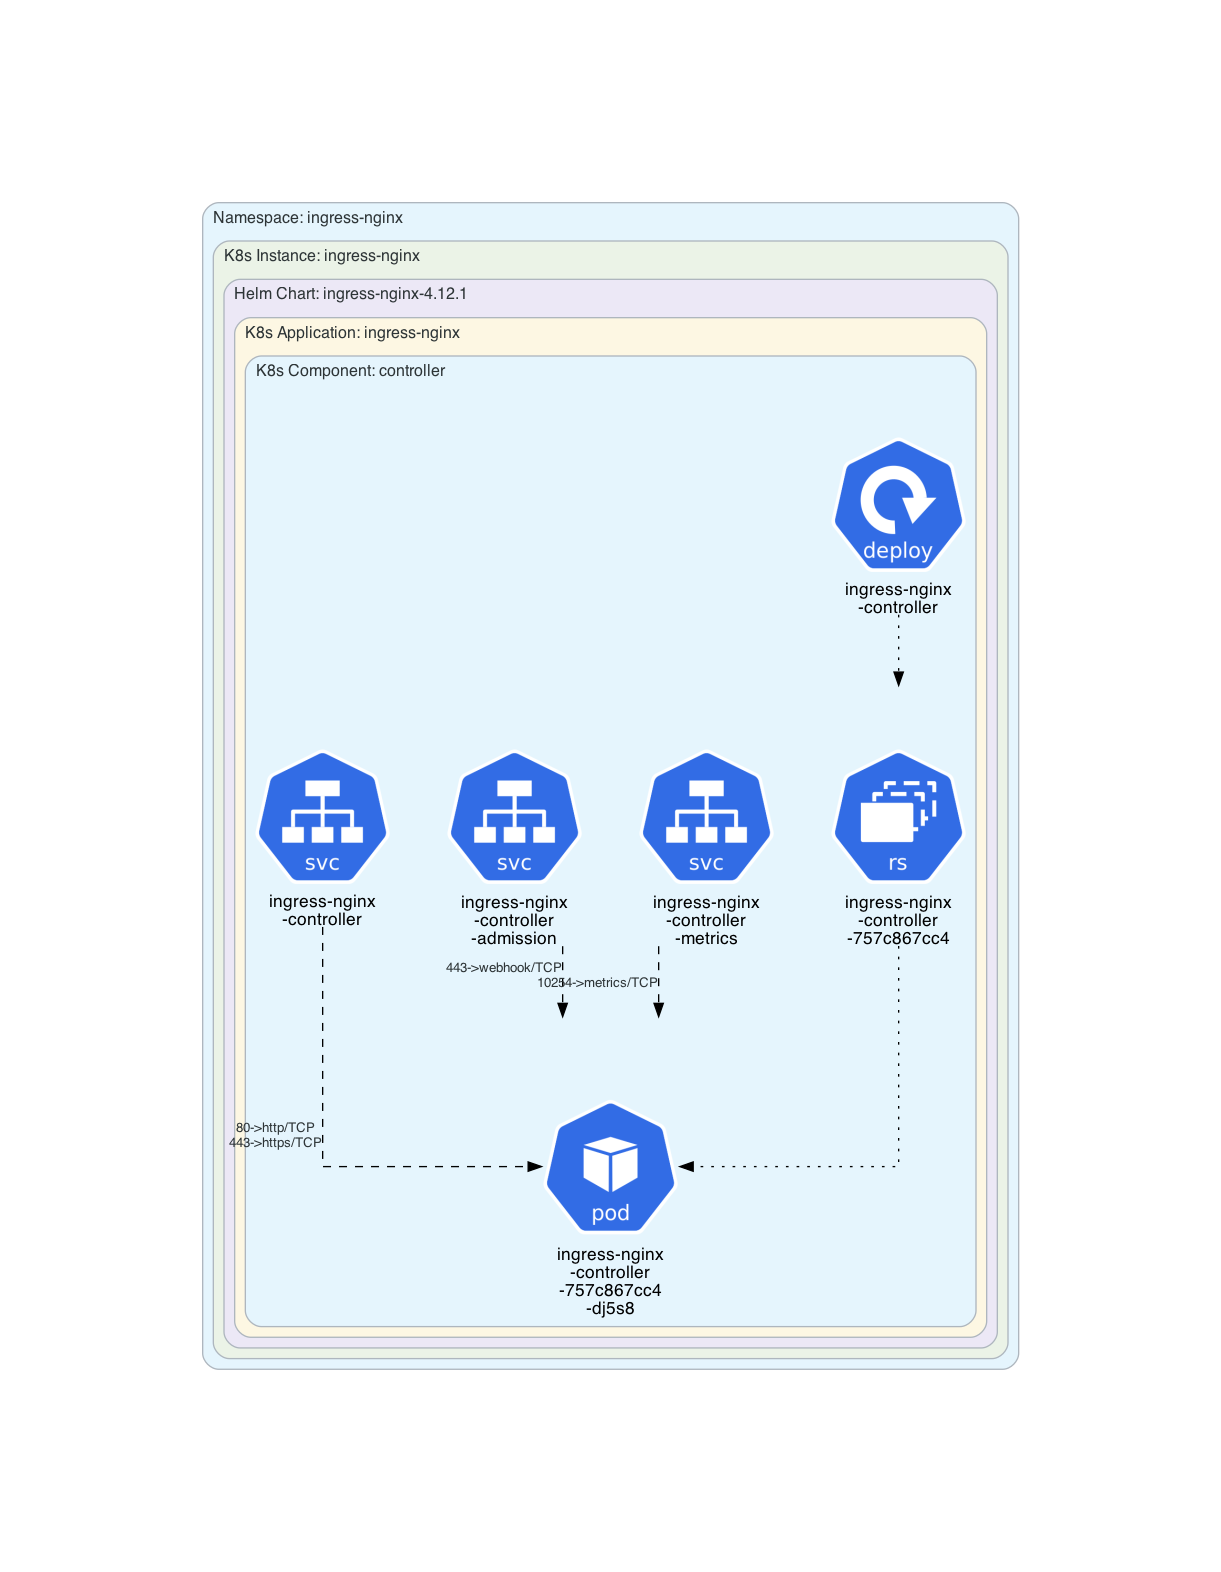 Namespace: ingress-nginx
K8s Instance: ingress-nginx
Helm Chart: ingress-nginx-4.12.1
K8s Application: ingress-nginx
K8s Component: controller
deploy
ingress-nginx
-controller
svc
ingress-nginx
-controller
svc
ingress-nginx
-controller
-admission
svc
ingress-nginx
-controller
-metrics
rs
ingress-nginx
-controller
-757c867cc4
443->webhook/TCP
10254->metrics/TCP
80->http/TCP
443->https/TCP
pod
ingress-nginx
-controller
-757c867cc4
-dj5s8